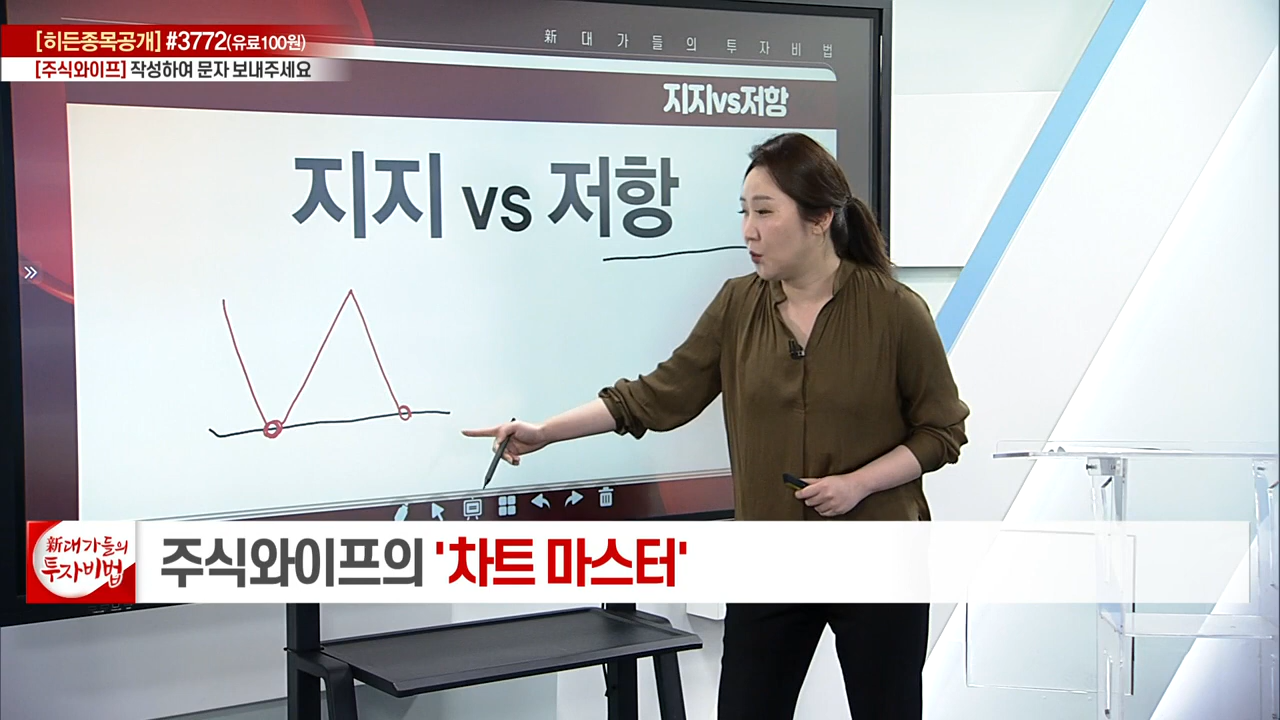 [히든종목공개] #3772(유료100원)
[주식와이프] 작성하여 문자 보내주세요
新 대가들의 투자비법
지지vs저항
지지 vs 저항
新대가들의
투자비법
주식와이프의 '차트 마스터'